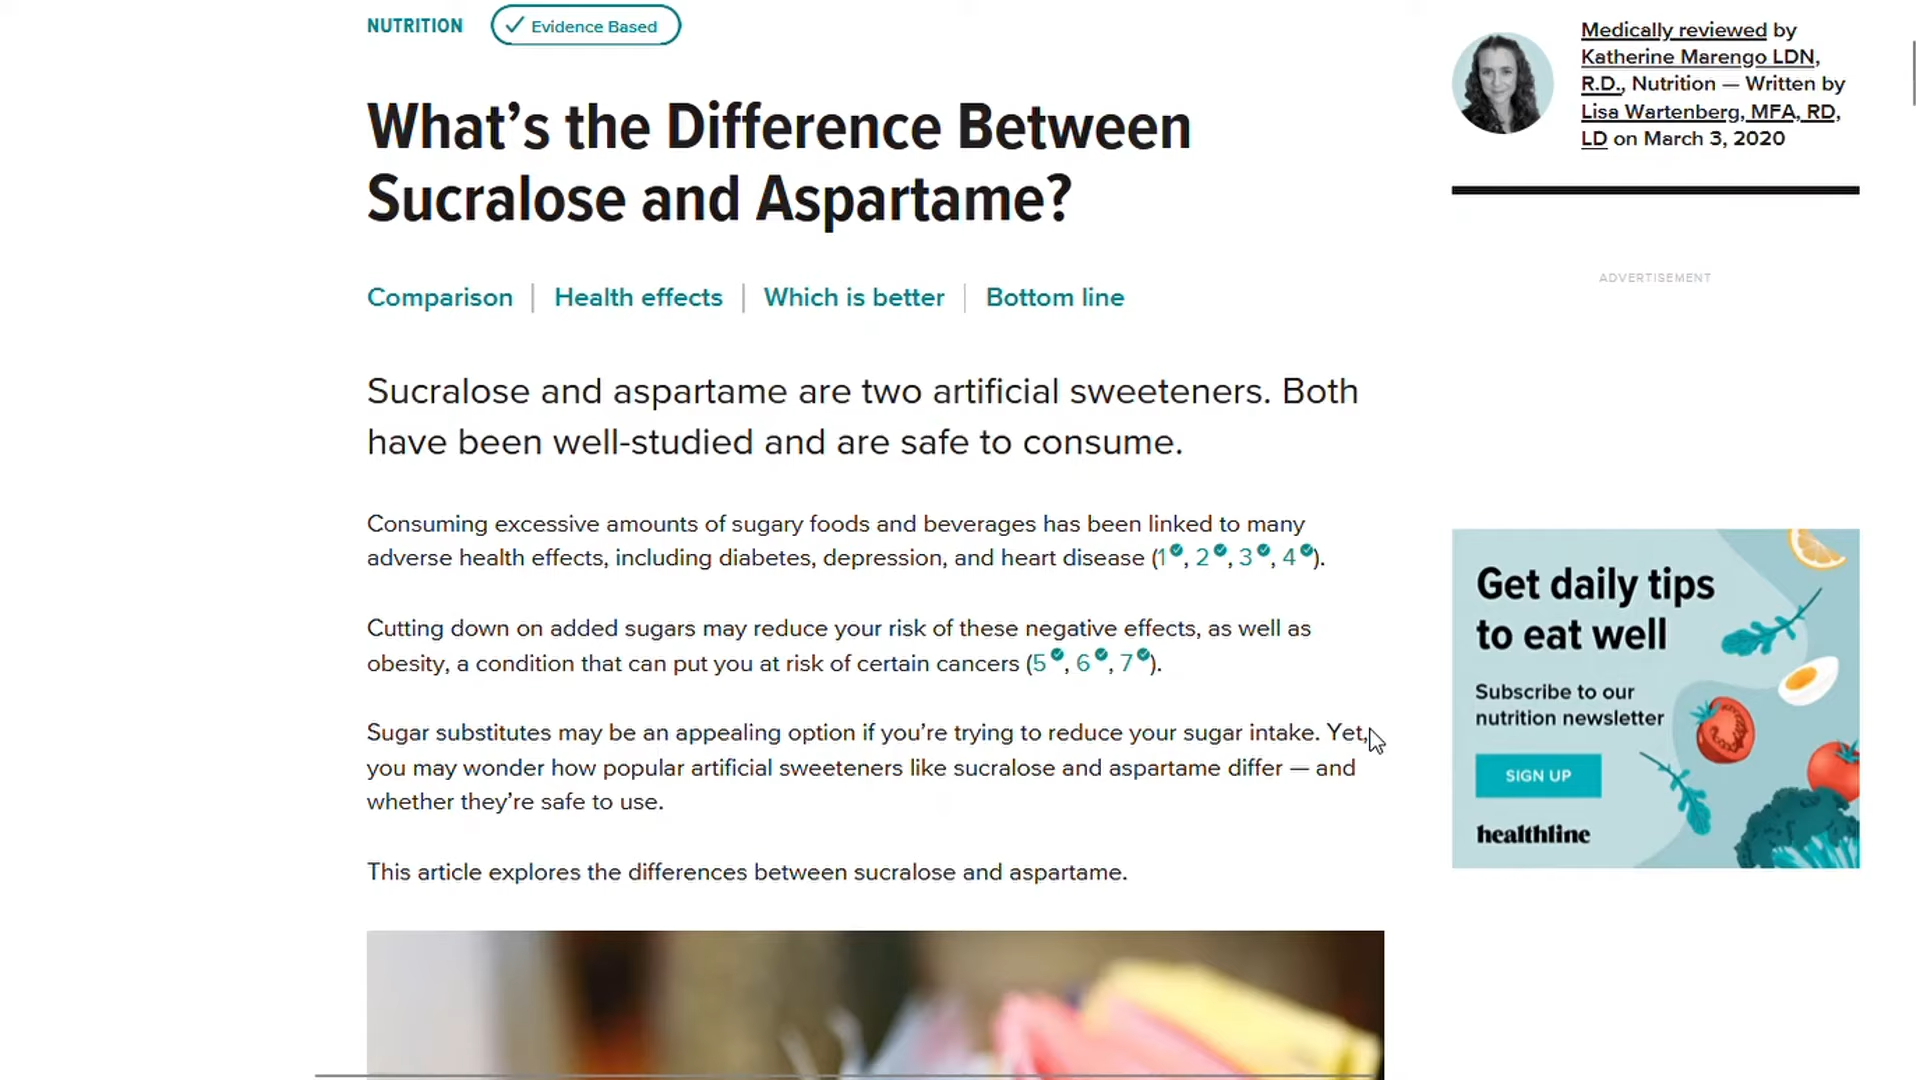 NUTRITION
Evidence Based
What's the Difference Between
Sucralose and Aspartame?
Comparison | Health effects | Which is better | Bottom line
Sucralose and aspartame are two artificial sweeteners. Both
have been well-studied and are safe to consume.
Consuming excessive amounts of sugary foods and beverages has been linked to many
adverse health effects, including diabetes, depression, and heart disease (1, 2, 3, 4).
Cutting down on added sugars may reduce your risk of these negative effects, as well as
obesity, a condition that can put you at risk of certain cancers (5, 6, 7).
Sugar substitutes may be an appealing option if you're trying to reduce your sugar intake. Yet,
you may wonder how popular artificial sweeteners like sucralose and aspartame differ — and
whether they're safe to use.
This article explores the differences between sucralose and aspartame.
Medically reviewed by
Katherine Marengo LDN,
R.D., Nutrition — Written by
Lisa Wartenberg, MFA, RD,
LD on March 3, 2020
ADVERTISEMENT
Get daily tips
to eat well
Subscribe to our
nutrition newsletter
SIGN UP
healthline